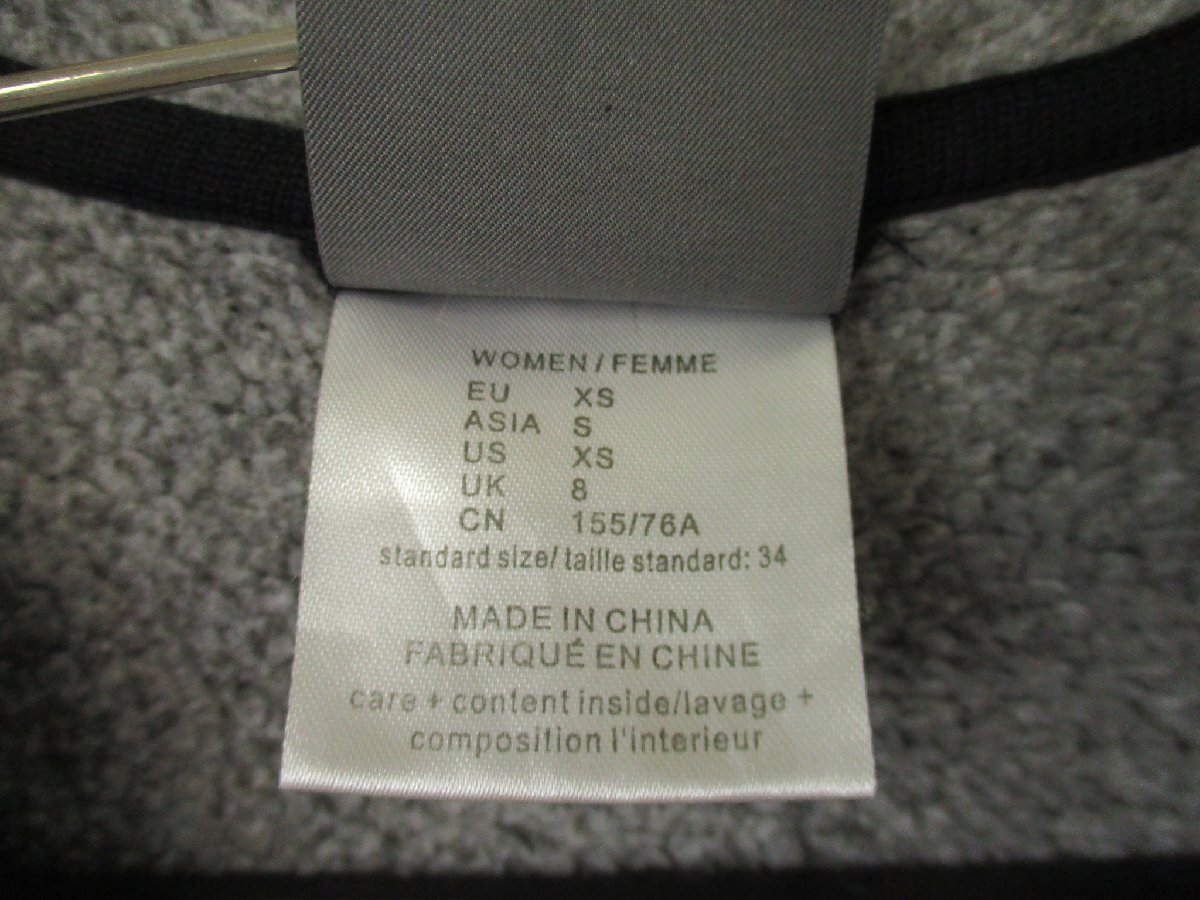 WOMEN / FEMME
EU XS
ASIA S
US XS
UK 8
CN 155/76A
standard size/ taille standard: 34
MADE IN CHINA
FABRIQUÉ EN CHINE
care + content inside/lavage +
composition l'interieur